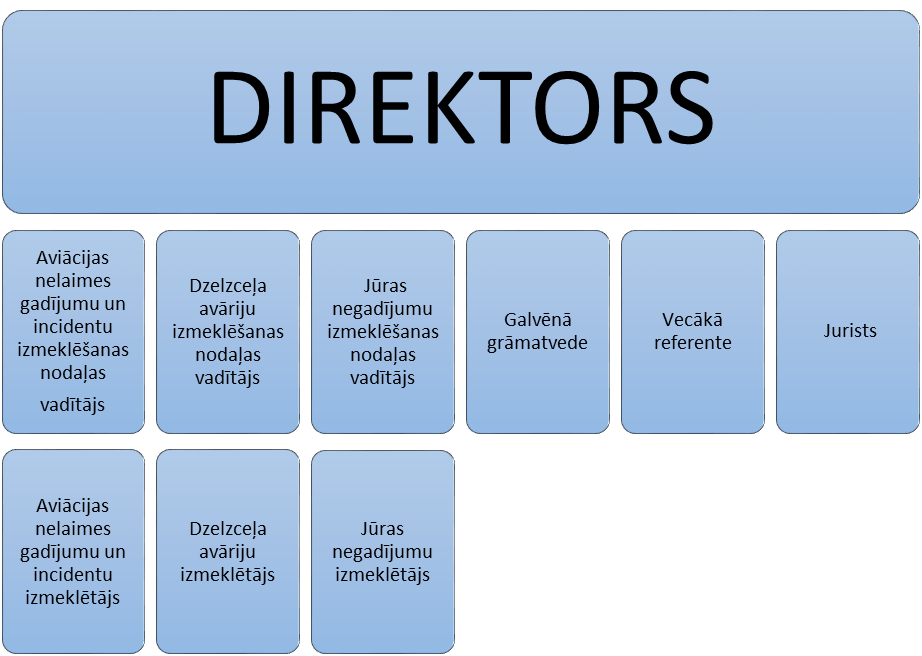 DIREKTORS
Aviācijas
nelaimes
gadījumu un
incidentu
izmeklēšanas
nodaļas
vadītājs
Dzelzceļa
avāriju
izmeklēšanas
nodaļas
vadītājs
Jūras
negadījumu
izmeklēšanas
nodaļas
vadītājs
Galvēnā
grāmatvede
Vecākā
referente
Jurists
Aviācijas
nelaimes
gadījumu un
incidentu
izmeklētājs
Dzelzceļa
avāriju
izmeklētājs
Jūras
negadījumu
izmeklētājs